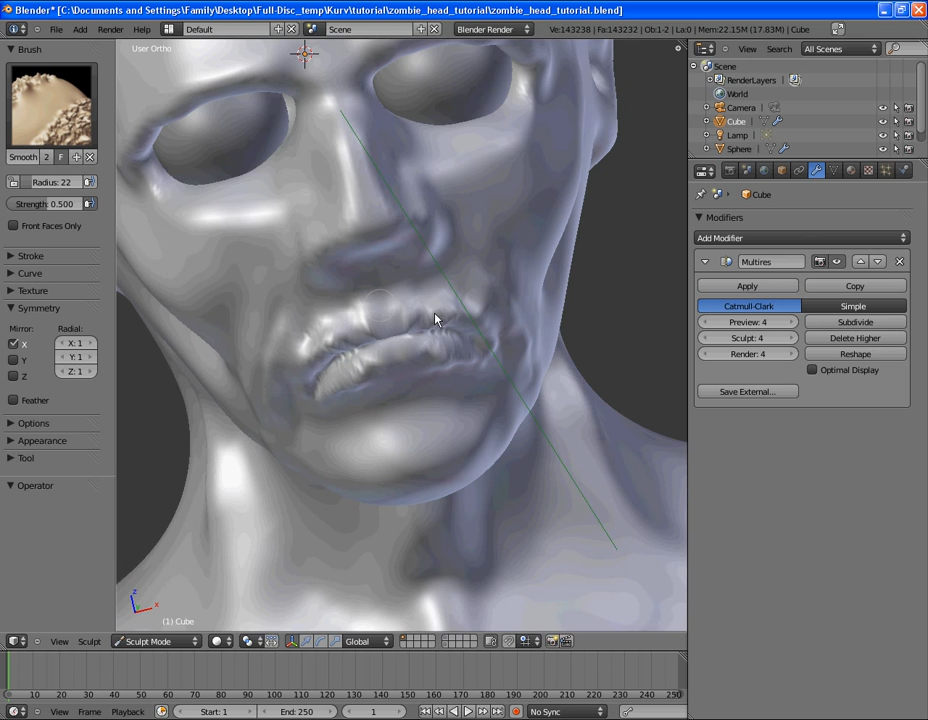 Blender* [C:\Documents and Settings\Family\Desktop\Full-Disc_temp\Kurv\tutorial\zombie_head_tutorial\zombie_head_tutorial.blend]
File Add Render Help Default Scene Blender Render Ve:143238 | Fa:143232 | Ob:1-2 | La:0 | Mem:22.15M (17.83M) | Cube
Brush
Smooth 2 F
Radius: 22
Strength: 0.500
Front Faces Only
Stroke
Curve
Texture
Symmetry
Mirror: Radial:
X X: 1
Y Y: 1
Z Z: 1
Feather
Options
Appearance
Tool
Operator
User Ortho
z
x
(1) Cube
View Search All Scenes
Scene
RenderLayers
World
Camera
Cube
Lamp
Sphere
Cube
Modifiers
Add Modifier
Multires
Apply Copy
Catmull-Clark Simple
Preview: 4 Subdivide
Sculpt: 4 Delete Higher
Render: 4 Reshape
Optimal Display
Save External...
View Sculpt Sculpt Mode Global
0 10 20 30 40 50 60 70 80 90 100 110 120 130 140 150 160 170 180 190 200 210 220 230 240 250
View Frame Playback Start: 1 End: 250 1 No Sync